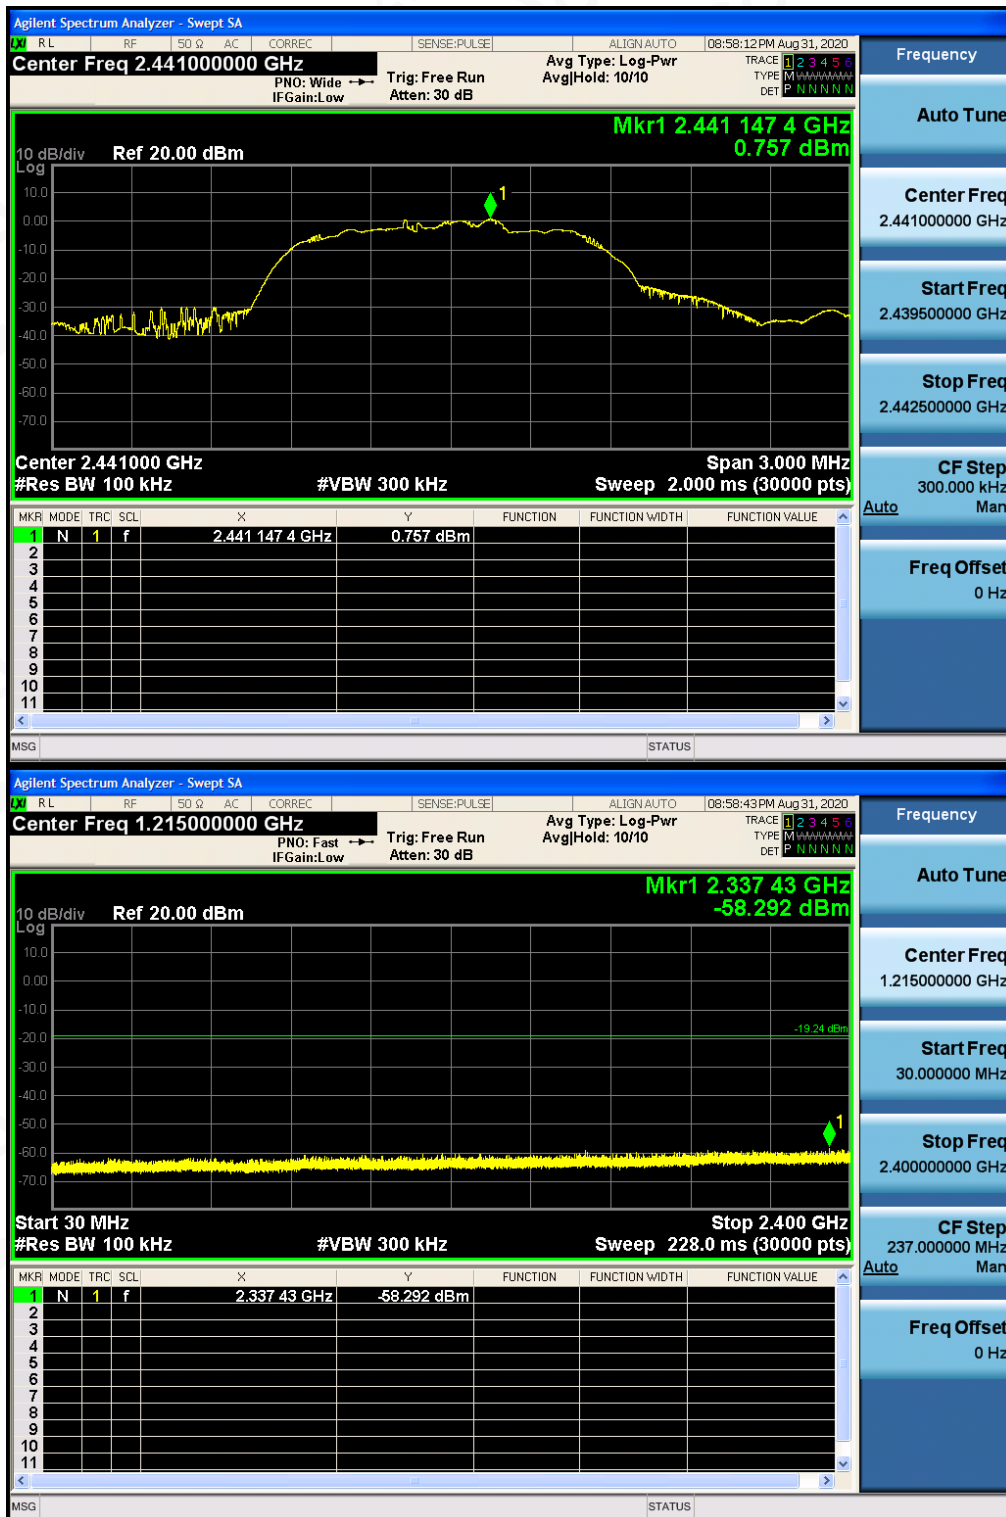 Agilent Spectrum Analyzer - Swept SA
LXI RL RF 50 Ω AC CORREC SENSE:PULSE ALIGN AUTO 08:58:12 PM Aug 31, 2020
Center Freq 2.441000000 GHz
PNO: Wide
IFGain:Low
Trig: Free Run
Atten: 30 dB
Avg Type: Log-Pwr
Avg|Hold: 10/10
TRACE 1 2 3 4 5 6
TYPE M
DET P N N N N N
Mkr1 2.441 147 4 GHz
0.757 dBm
10 dB/div Ref 20.00 dBm
Log
10.0
0.00
-10.0
-20.0
-30.0
-40.0
-50.0
-60.0
-70.0
1
Center 2.441000 GHz Span 3.000 MHz
#Res BW 100 kHz #VBW 300 kHz Sweep 2.000 ms (30000 pts)
MKR MODE TRC SCL X Y FUNCTION FUNCTION WIDTH FUNCTION VALUE
1 N 1 f 2.441 147 4 GHz 0.757 dBm
2
3
4
5
6
7
8
9
10
11
MSG STATUS
Frequency
Auto Tune
Center Freq
2.441000000 GHz
Start Freq
2.439500000 GHz
Stop Freq
2.442500000 GHz
CF Step
300.000 kHz
Auto Man
Freq Offset
0 Hz
Agilent Spectrum Analyzer - Swept SA
LXI RL RF 50 Ω AC CORREC SENSE:PULSE ALIGN AUTO 08:58:43 PM Aug 31, 2020
Center Freq 1.215000000 GHz
PNO: Fast
IFGain:Low
Trig: Free Run
Atten: 30 dB
Avg Type: Log-Pwr
Avg|Hold: 10/10
TRACE 1 2 3 4 5 6
TYPE M
DET P N N N N N
Mkr1 2.337 43 GHz
-58.292 dBm
10 dB/div Ref 20.00 dBm
Log
10.0
0.00
-10.0
-20.0
-30.0
-40.0
-50.0
-60.0
-70.0
-19.24 dBm
1
Start 30 MHz Stop 2.400 GHz
#Res BW 100 kHz #VBW 300 kHz Sweep 228.0 ms (30000 pts)
MKR MODE TRC SCL X Y FUNCTION FUNCTION WIDTH FUNCTION VALUE
1 N 1 f 2.337 43 GHz -58.292 dBm
2
3
4
5
6
7
8
9
10
11
MSG STATUS
Frequency
Auto Tune
Center Freq
1.215000000 GHz
Start Freq
30.000000 MHz
Stop Freq
2.400000000 GHz
CF Step
237.000000 MHz
Auto Man
Freq Offset
0 Hz